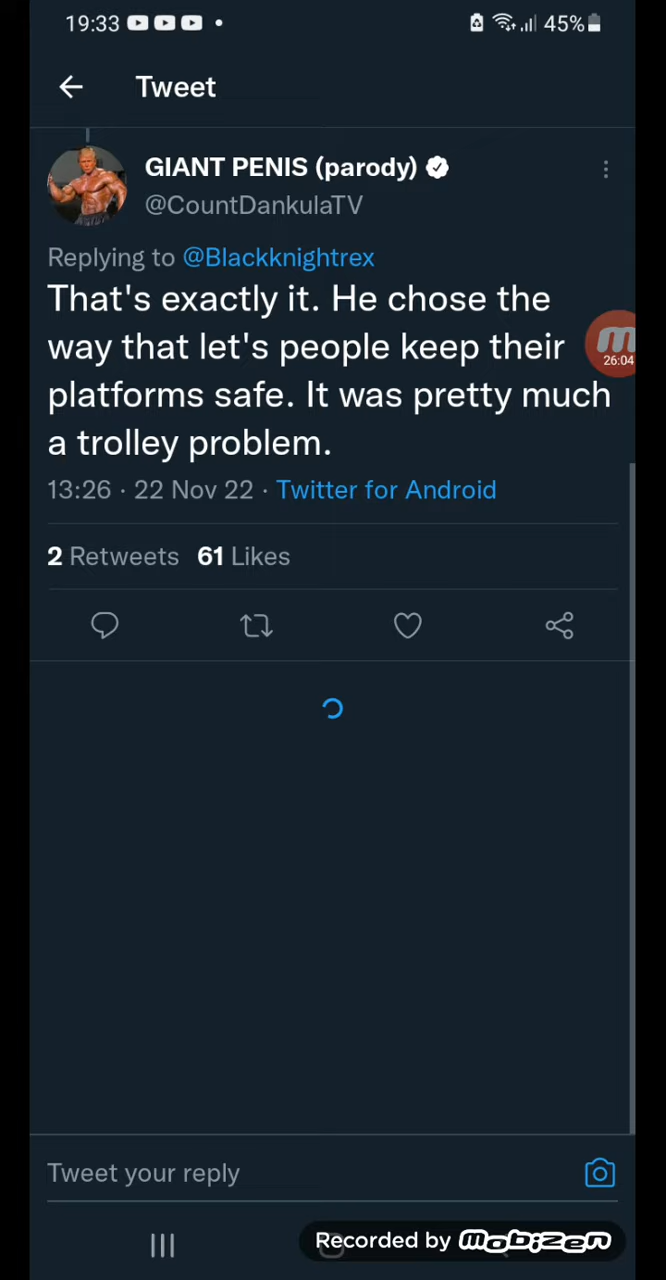 19:33 45%
Tweet
GIANT PENIS (parody)
@CountDankulaTV
Replying to @Blackknightrex
That's exactly it. He chose the
way that let's people keep their
platforms safe. It was pretty much
a trolley problem.
26:04
13:26 · 22 Nov 22 · Twitter for Android
2 Retweets 61 Likes
Tweet your reply
Recorded by mobizen